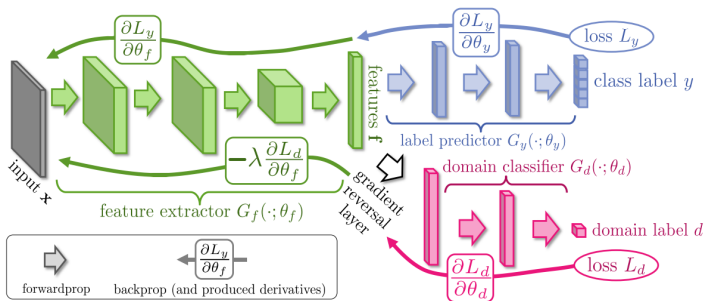 ∂L_y/∂θ_f
∂L_y/∂θ_y
loss L_y
features f
class label y
label predictor G_y(·;θ_y)
input x
−λ ∂L_d/∂θ_f
domain classifier G_d(·;θ_d)
feature extractor G_f(·;θ_f)
gradient
reversal
layer
domain label d
∂L_d/∂θ_d
loss L_d
forwardprop
∂L_y/∂θ_f
backprop (and produced derivatives)